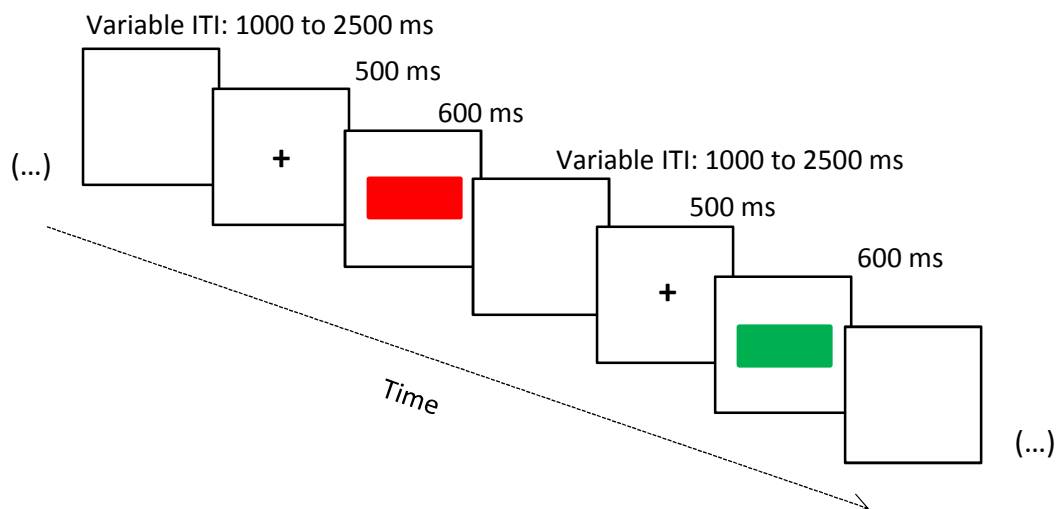 Variable ITI: 1000 to 2500 ms
500 ms
600 ms
(...)
+
Variable ITI: 1000 to 2500 ms
500 ms
600 ms
+
Time
(...)